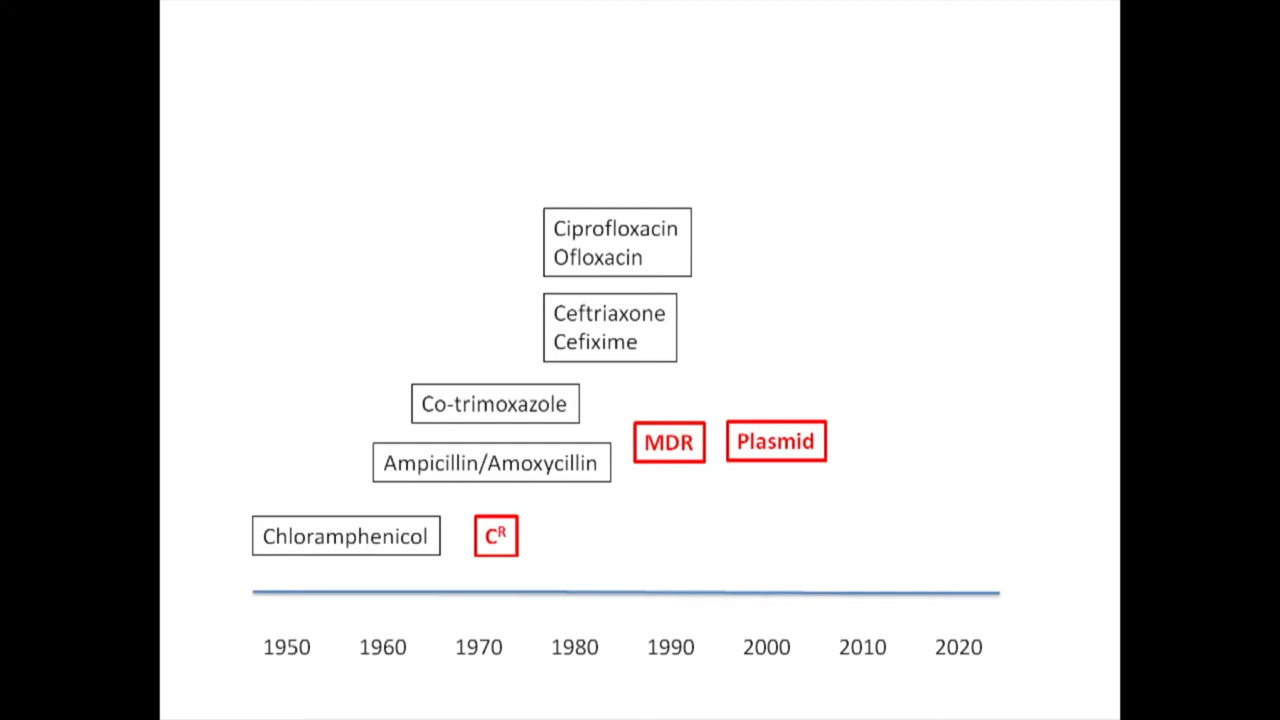 Ciprofloxacin
Ofloxacin
Ceftriaxone
Cefixime
Co-trimoxazole
MDR
Plasmid
Ampicillin/Amoxycillin
Chloramphenicol
Cᴿ
1950 1960 1970 1980 1990 2000 2010 2020